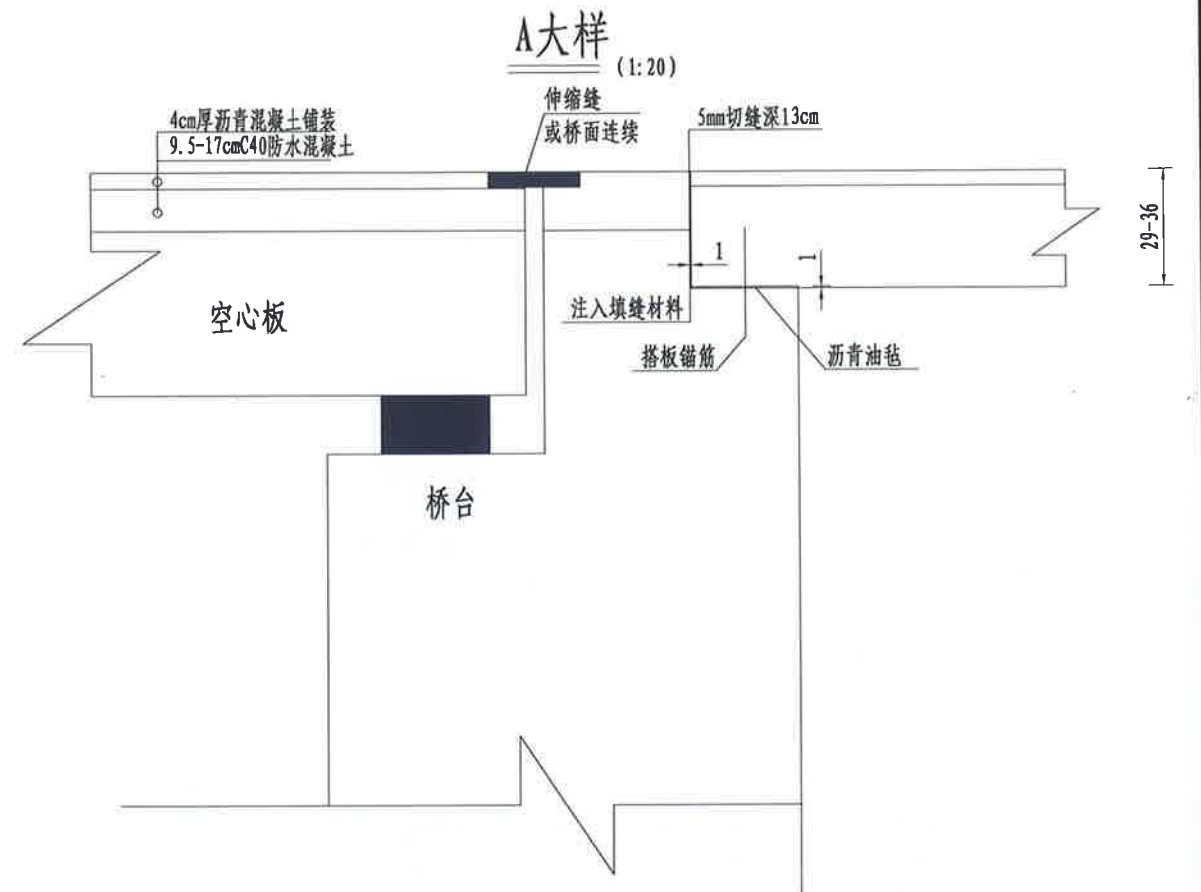 A大样
(1:20)
伸缩缝
或桥面连续
4cm厚沥青混凝土铺装
9.5-17cmC40防水混凝土
5mm切缝深13cm
29-36
1
1
空心板
注入填缝材料
搭板锚筋
沥青油毡
桥台